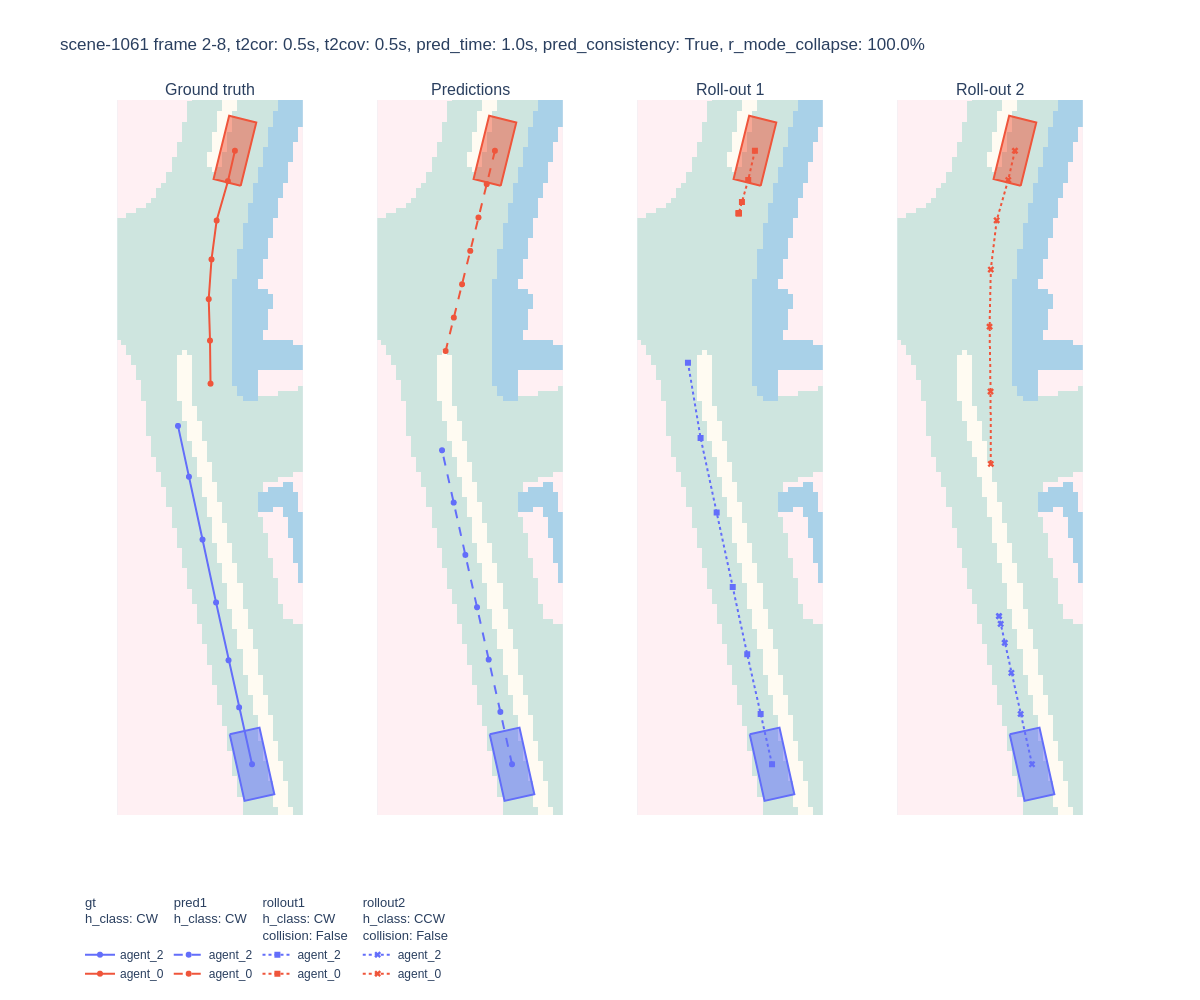 scene-1061 frame 2-8, t2cor: 0.5s, t2cov: 0.5s, pred_time: 1.0s, pred_consistency: True, r_mode_collapse: 100.0%
Ground truth
Predictions
Roll-out 1
Roll-out 2
gt
h_class: CW
agent_2
agent_0
pred1
h_class: CW
agent_2
agent_0
rollout1
h_class: CW
collision: False
agent_2
agent_0
rollout2
h_class: CCW
collision: False
agent_2
agent_0